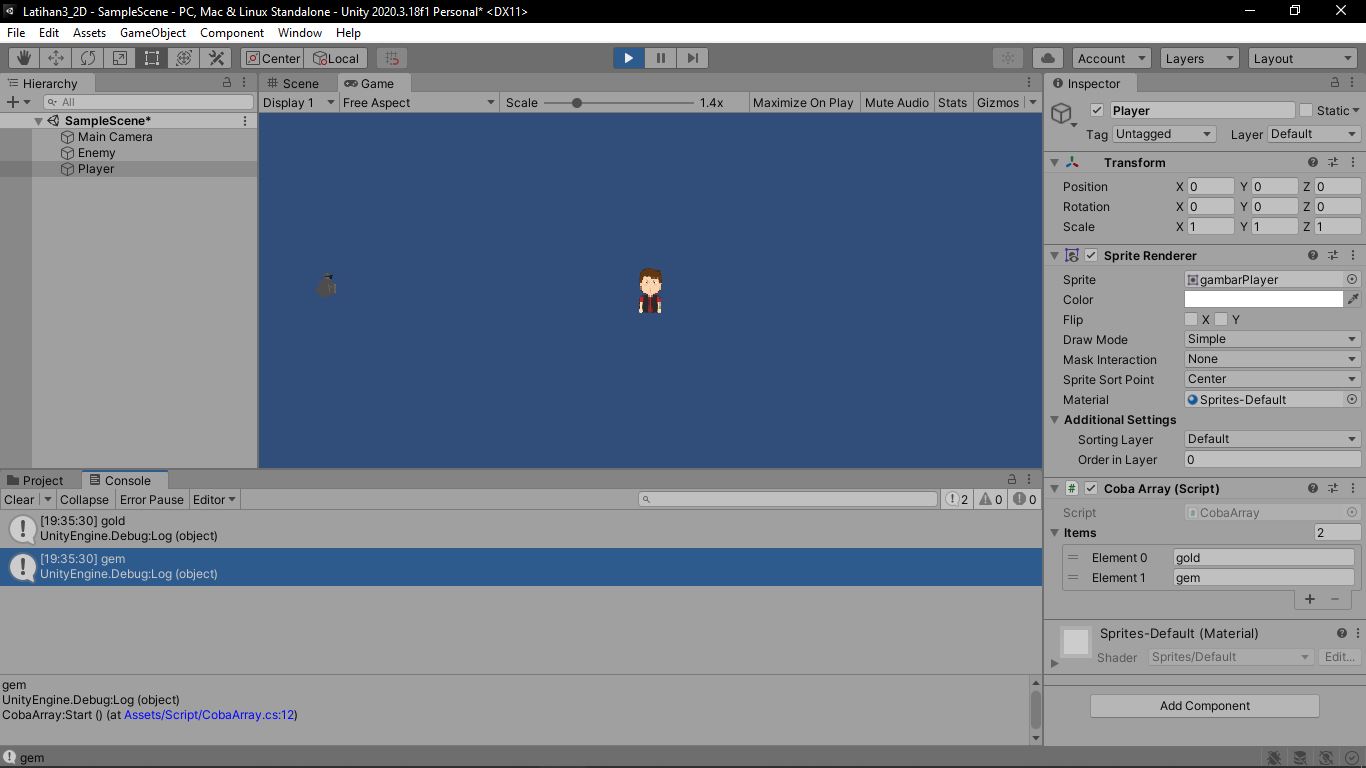 Latihan3_2D - SampleScene - PC, Mac & Linux Standalone - Unity 2020.3.18f1 Personal* <DX11>
File Edit Assets GameObject Component Window Help
Center Local Account Layers Layout
Hierarchy
All
SampleScene*
Main Camera
Enemy
Player
Scene Game
Display 1 Free Aspect Scale 1.4x Maximize On Play Mute Audio Stats Gizmos
Inspector
Player Static
Tag Untagged Layer Default
Transform
Position X 0 Y 0 Z 0
Rotation X 0 Y 0 Z 0
Scale X 1 Y 1 Z 1
Sprite Renderer
Sprite gambarPlayer
Color
Flip X Y
Draw Mode Simple
Mask Interaction None
Sprite Sort Point Center
Material Sprites-Default
Additional Settings
Sorting Layer Default
Order in Layer 0
# Coba Array (Script)
Script # CobaArray
Items 2
Element 0 gold
Element 1 gem
+ −
Sprites-Default (Material)
Shader Sprites/Default Edit...
Add Component
Project Console
Clear Collapse Error Pause Editor 2 0 0
[19:35:30] gold
UnityEngine.Debug:Log (object)
[19:35:30] gem
UnityEngine.Debug:Log (object)
gem
UnityEngine.Debug:Log (object)
CobaArray:Start () (at Assets/Script/CobaArray.cs:12)
gem